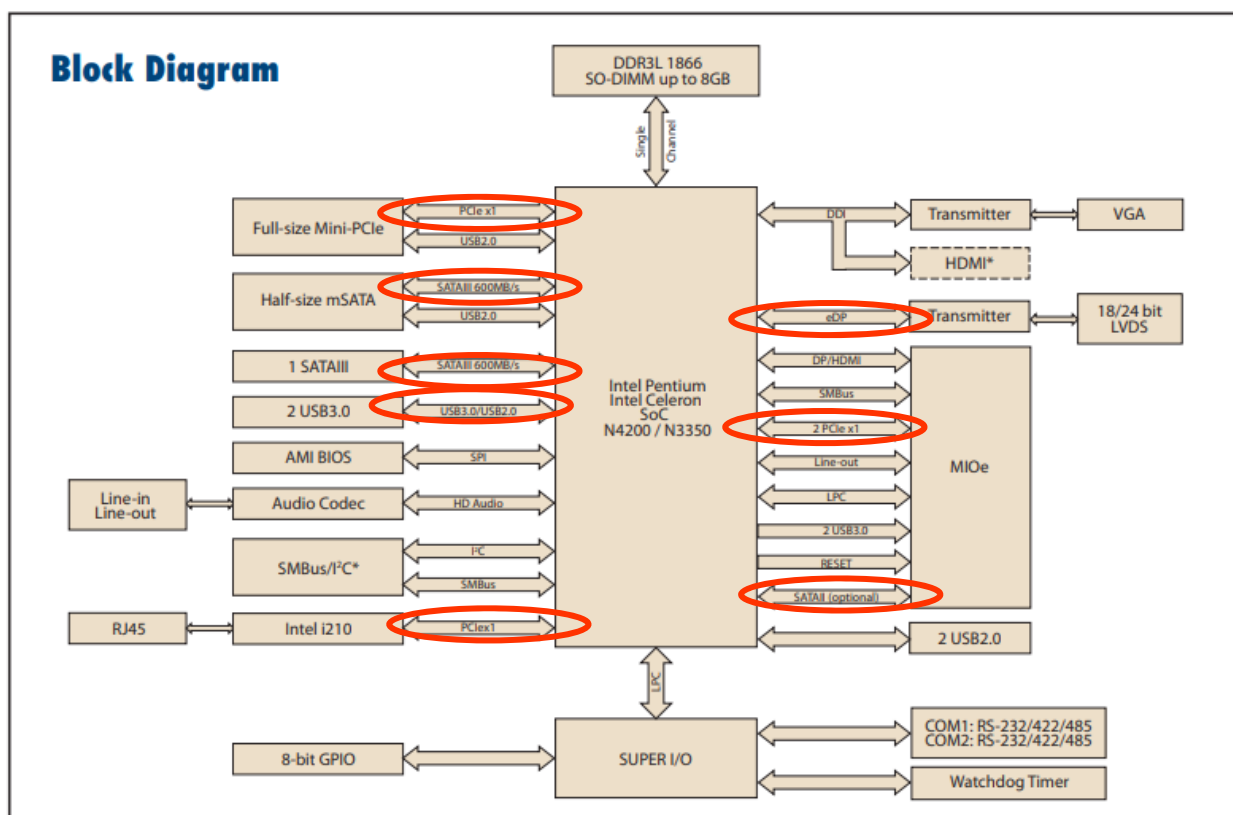 Block Diagram
DDR3L 1866
SO-DIMM up to 8GB
Single
Channel
Full-size Mini-PCIe
PCIe x1
USB2.0
Half-size mSATA
SATAIII 600MB/s
USB2.0
1 SATAIII
SATAIII 600MB/s
2 USB3.0
USB3.0/USB2.0
AMI BIOS
SPI
Line-in
Line-out
Audio Codec
HD Audio
SMBus/I²C*
I²C
SMBus
RJ45
Intel i210
PCIex1
Intel Pentium
Intel Celeron
SoC
N4200 / N3350
DDI
Transmitter
VGA
HDMI*
eDP
Transmitter
18/24 bit
LVDS
DP/HDMI
SMBus
2 PCIe x1
Line-out
LPC
2 USB3.0
RESET
SATAII (optional)
MIOe
2 USB2.0
LPC
8-bit GPIO
SUPER I/O
COM1: RS-232/422/485
COM2: RS-232/422/485
Watchdog Timer